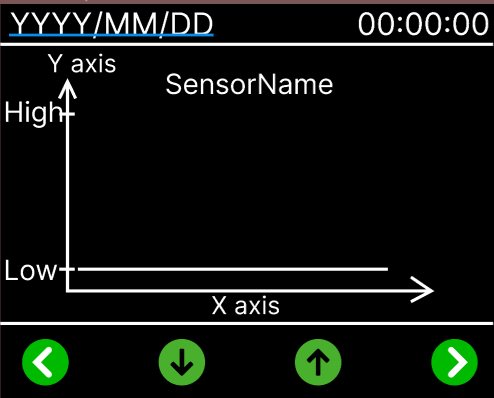 YYYY/MM/DD 00:00:00
Y axis
SensorName
High
Low
X axis